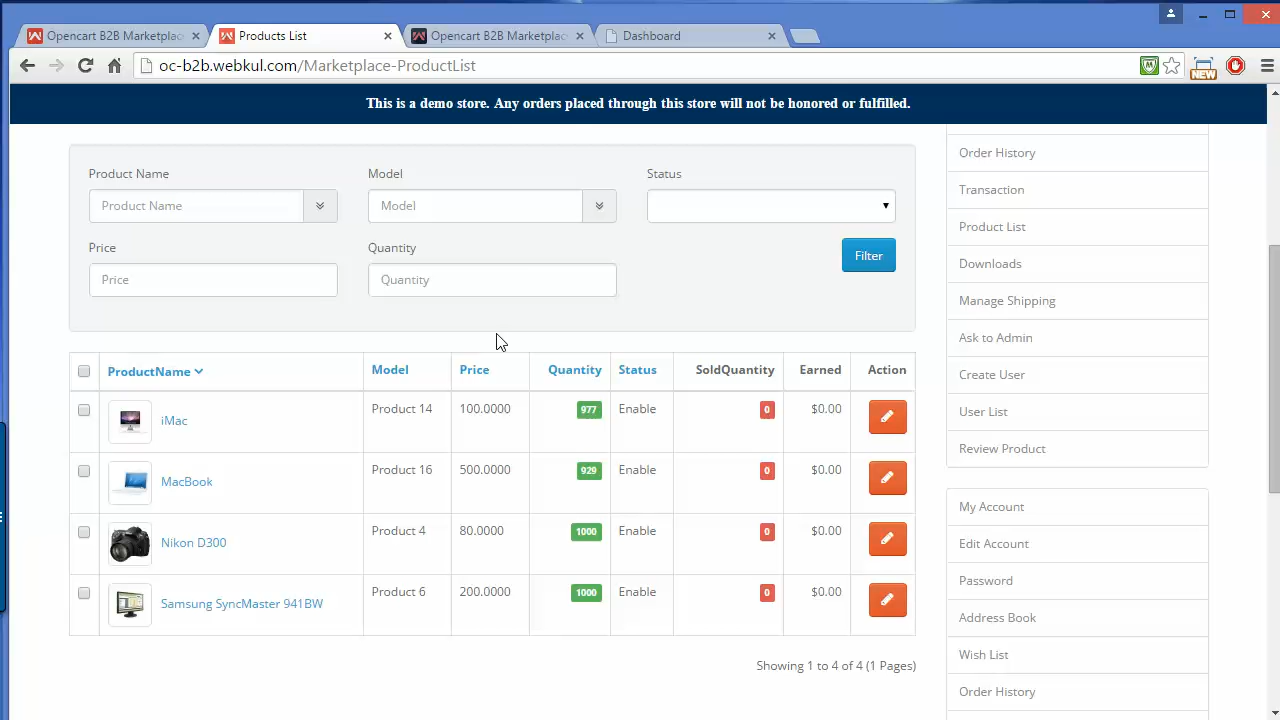 Opencart B2B Marketplac
Products List
Opencart B2B Marketplac
Dashboard
oc-b2b.webkul.com/Marketplace-ProductList
NEW
This is a demo store. Any orders placed through this store will not be honored or fulfilled.
Product Name
Model
Status
Product Name
Model
Price
Quantity
Filter
Price
Quantity
ProductName Model Price Quantity Status SoldQuantity Earned Action
iMac Product 14 100.0000 977 Enable 0 $0.00
MacBook Product 16 500.0000 929 Enable 0 $0.00
Nikon D300 Product 4 80.0000 1000 Enable 0 $0.00
Samsung SyncMaster 941BW Product 6 200.0000 1000 Enable 0 $0.00
Showing 1 to 4 of 4 (1 Pages)
Order History
Transaction
Product List
Downloads
Manage Shipping
Ask to Admin
Create User
User List
Review Product
My Account
Edit Account
Password
Address Book
Wish List
Order History